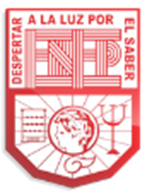 DESPERTAR
A LA LUZ POR
EL SABER
ENP